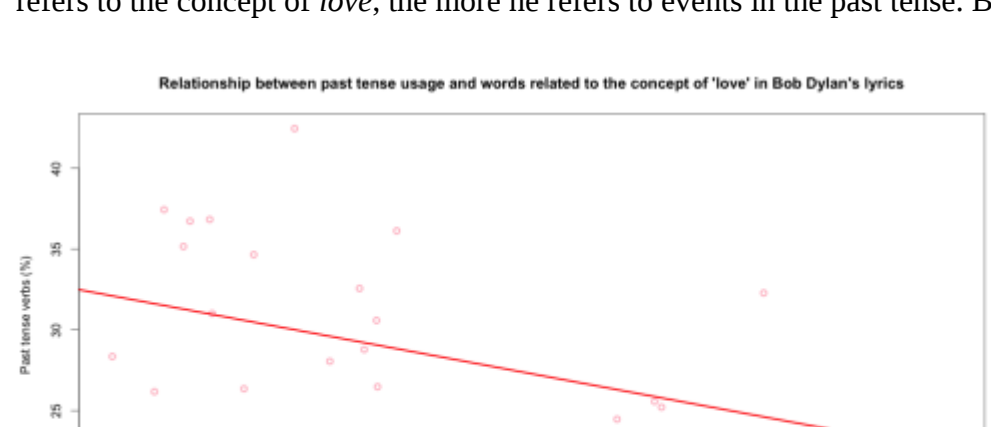 refers to the concept of love, the more he refers to events in the past tense. B
Relationship between past tense usage and words related to the concept of 'love' in Bob Dylan's lyrics
40
35
30
25
Past tense verbs (%)